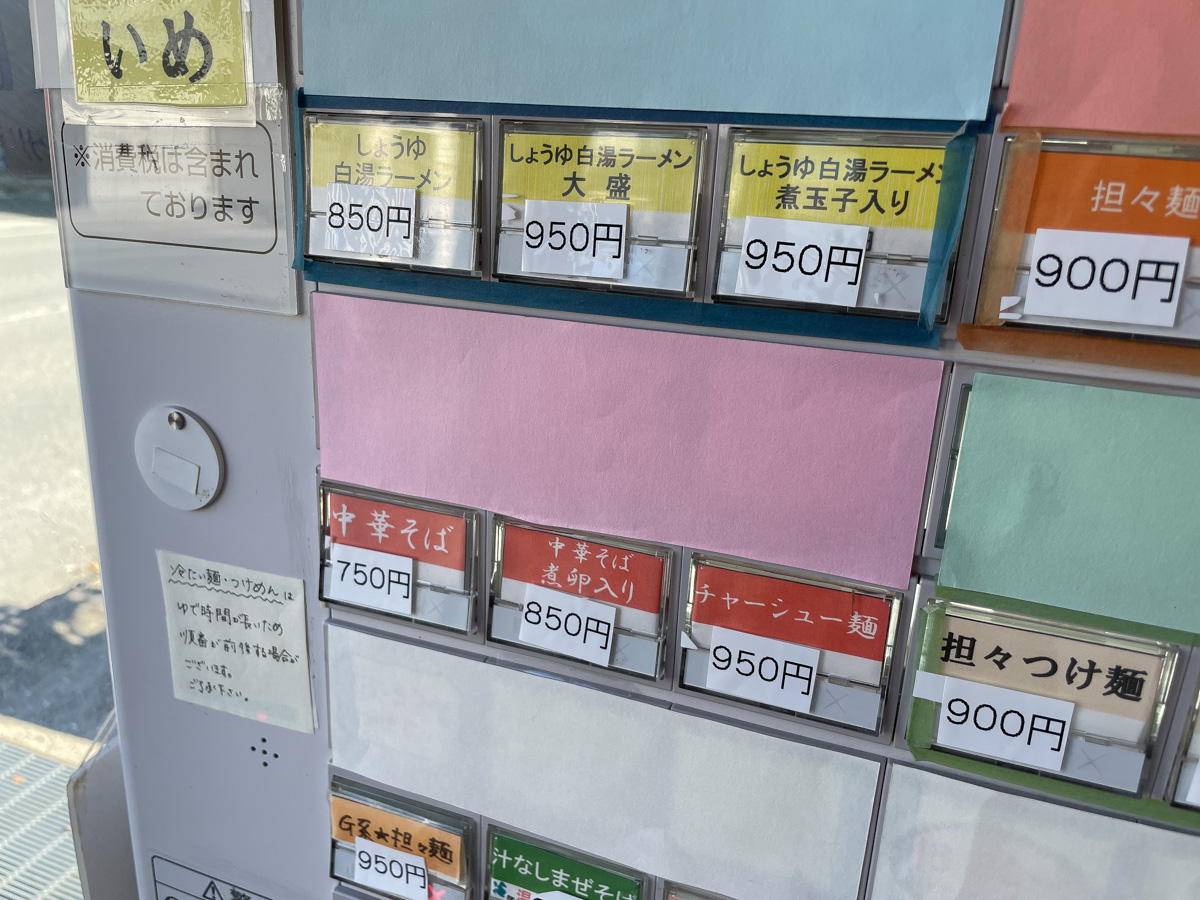 いめ
※消費税は含まれ
ております
しょうゆ
白湯ラーメン
850円
しょうゆ白湯ラーメン
大盛
950円
しょうゆ白湯ラーメン
煮玉子入り
950円
担々麺
900円
中華そば
750円
中華そば
煮卵入り
850円
チャーシュー麺
950円
担々つけ麺
900円
冷たい麺・つけめんは
ゆで時間が長いため
順番が前後する場合が
ございます。
ご了承下さい。
G系★担々麺
950円
汁なしまぜそば